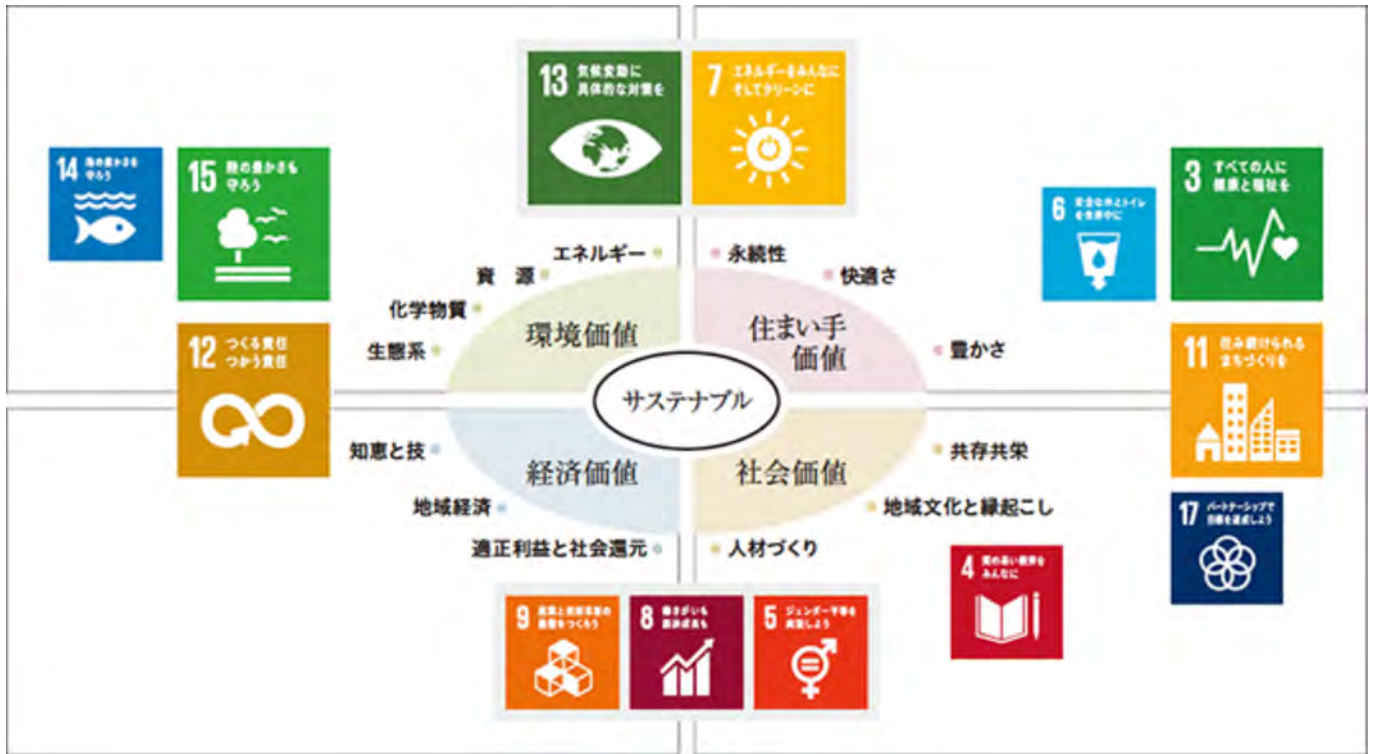 13 気候変動に
具体的な対策を
7 エネルギーをみんなに
そしてクリーンに
14 海の豊かさを
守ろう
15 陸の豊かさも
守ろう
6 安全な水とトイレ
を世界中に
3 すべての人に
健康と福祉を
エネルギー
資　源
化学物質
生態系
環境価値
永続性
快適さ
豊かさ
住まい手
価値
12 つくる責任
つかう責任
サステナブル
11 住み続けられる
まちづくりを
知恵と技
地域経済
適正利益と社会還元
経済価値
社会価値
共存共栄
地域文化と縁起こし
人材づくり
17 パートナーシップで
目標を達成しよう
4 質の高い教育を
みんなに
9 産業と技術革新の
基盤をつくろう
8 働きがいも
経済成長も
5 ジェンダー平等を
実現しよう